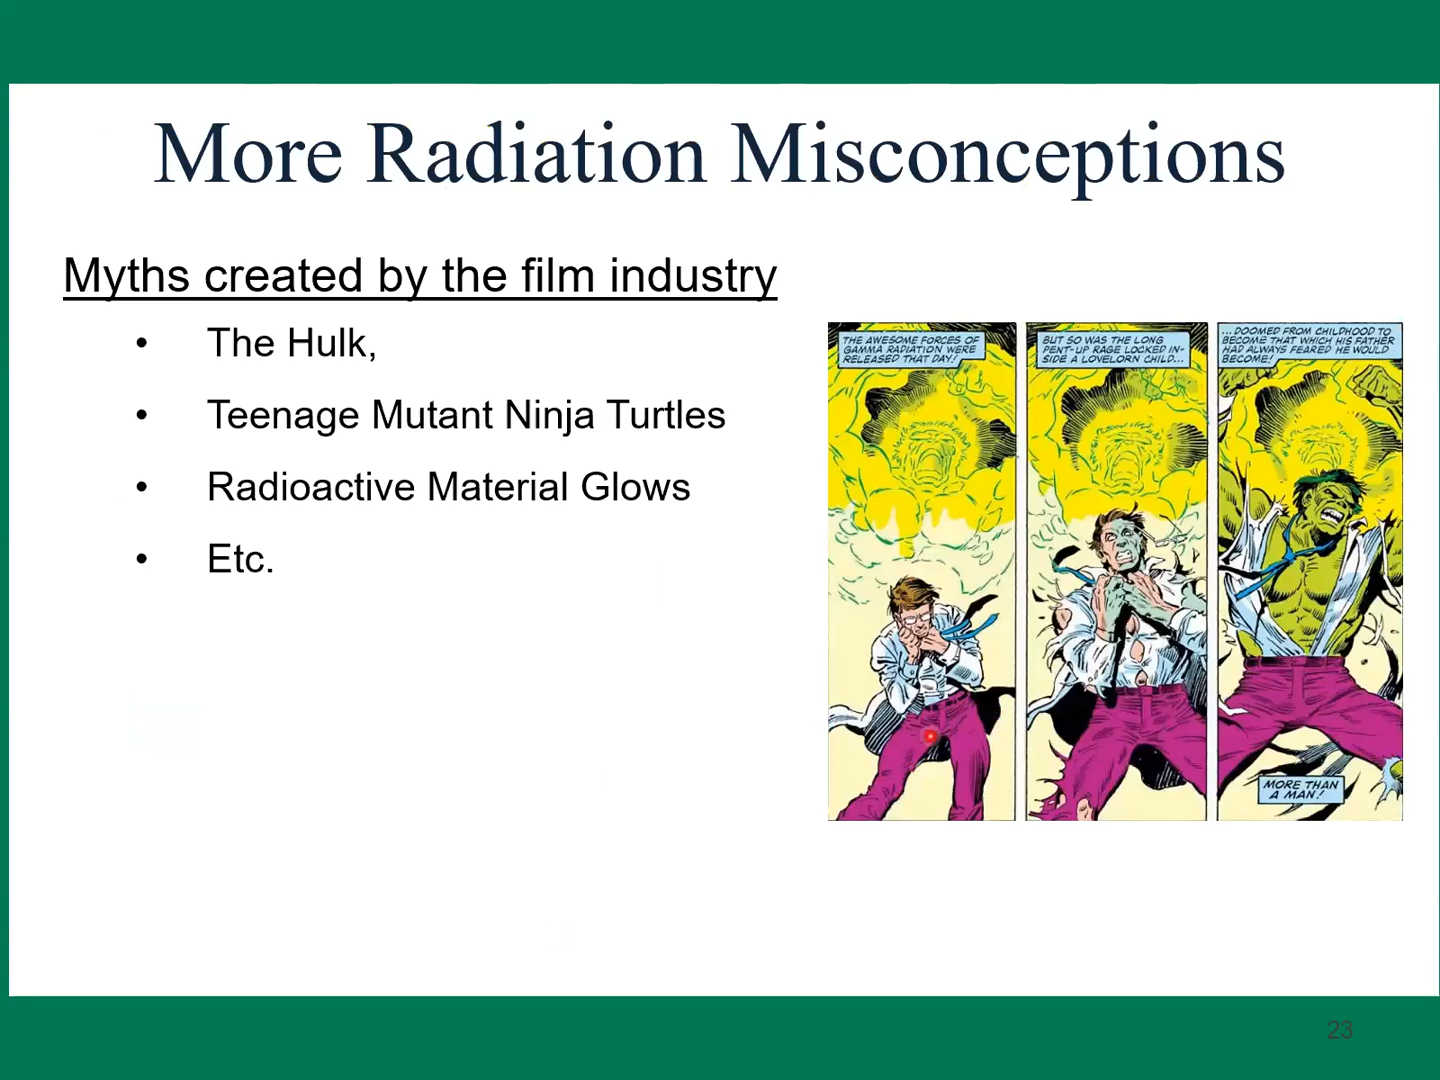 More Radiation Misconceptions
Myths created by the film industry
• The Hulk,
• Teenage Mutant Ninja Turtles
• Radioactive Material Glows
• Etc.
THE AWESOME FORCES OF
GAMMA RADIATION WERE
RELEASED THAT DAY!
BUT SO WAS THE LONG
PENT-UP RAGE LOCKED IN-
SIDE A LOVELORN CHILD...
...DOOMED FROM CHILDHOOD TO
BECOME THAT WHICH HIS FATHER
HAD ALWAYS FEARED HE WOULD
BECOME!
MORE THAN
A MAN!
23